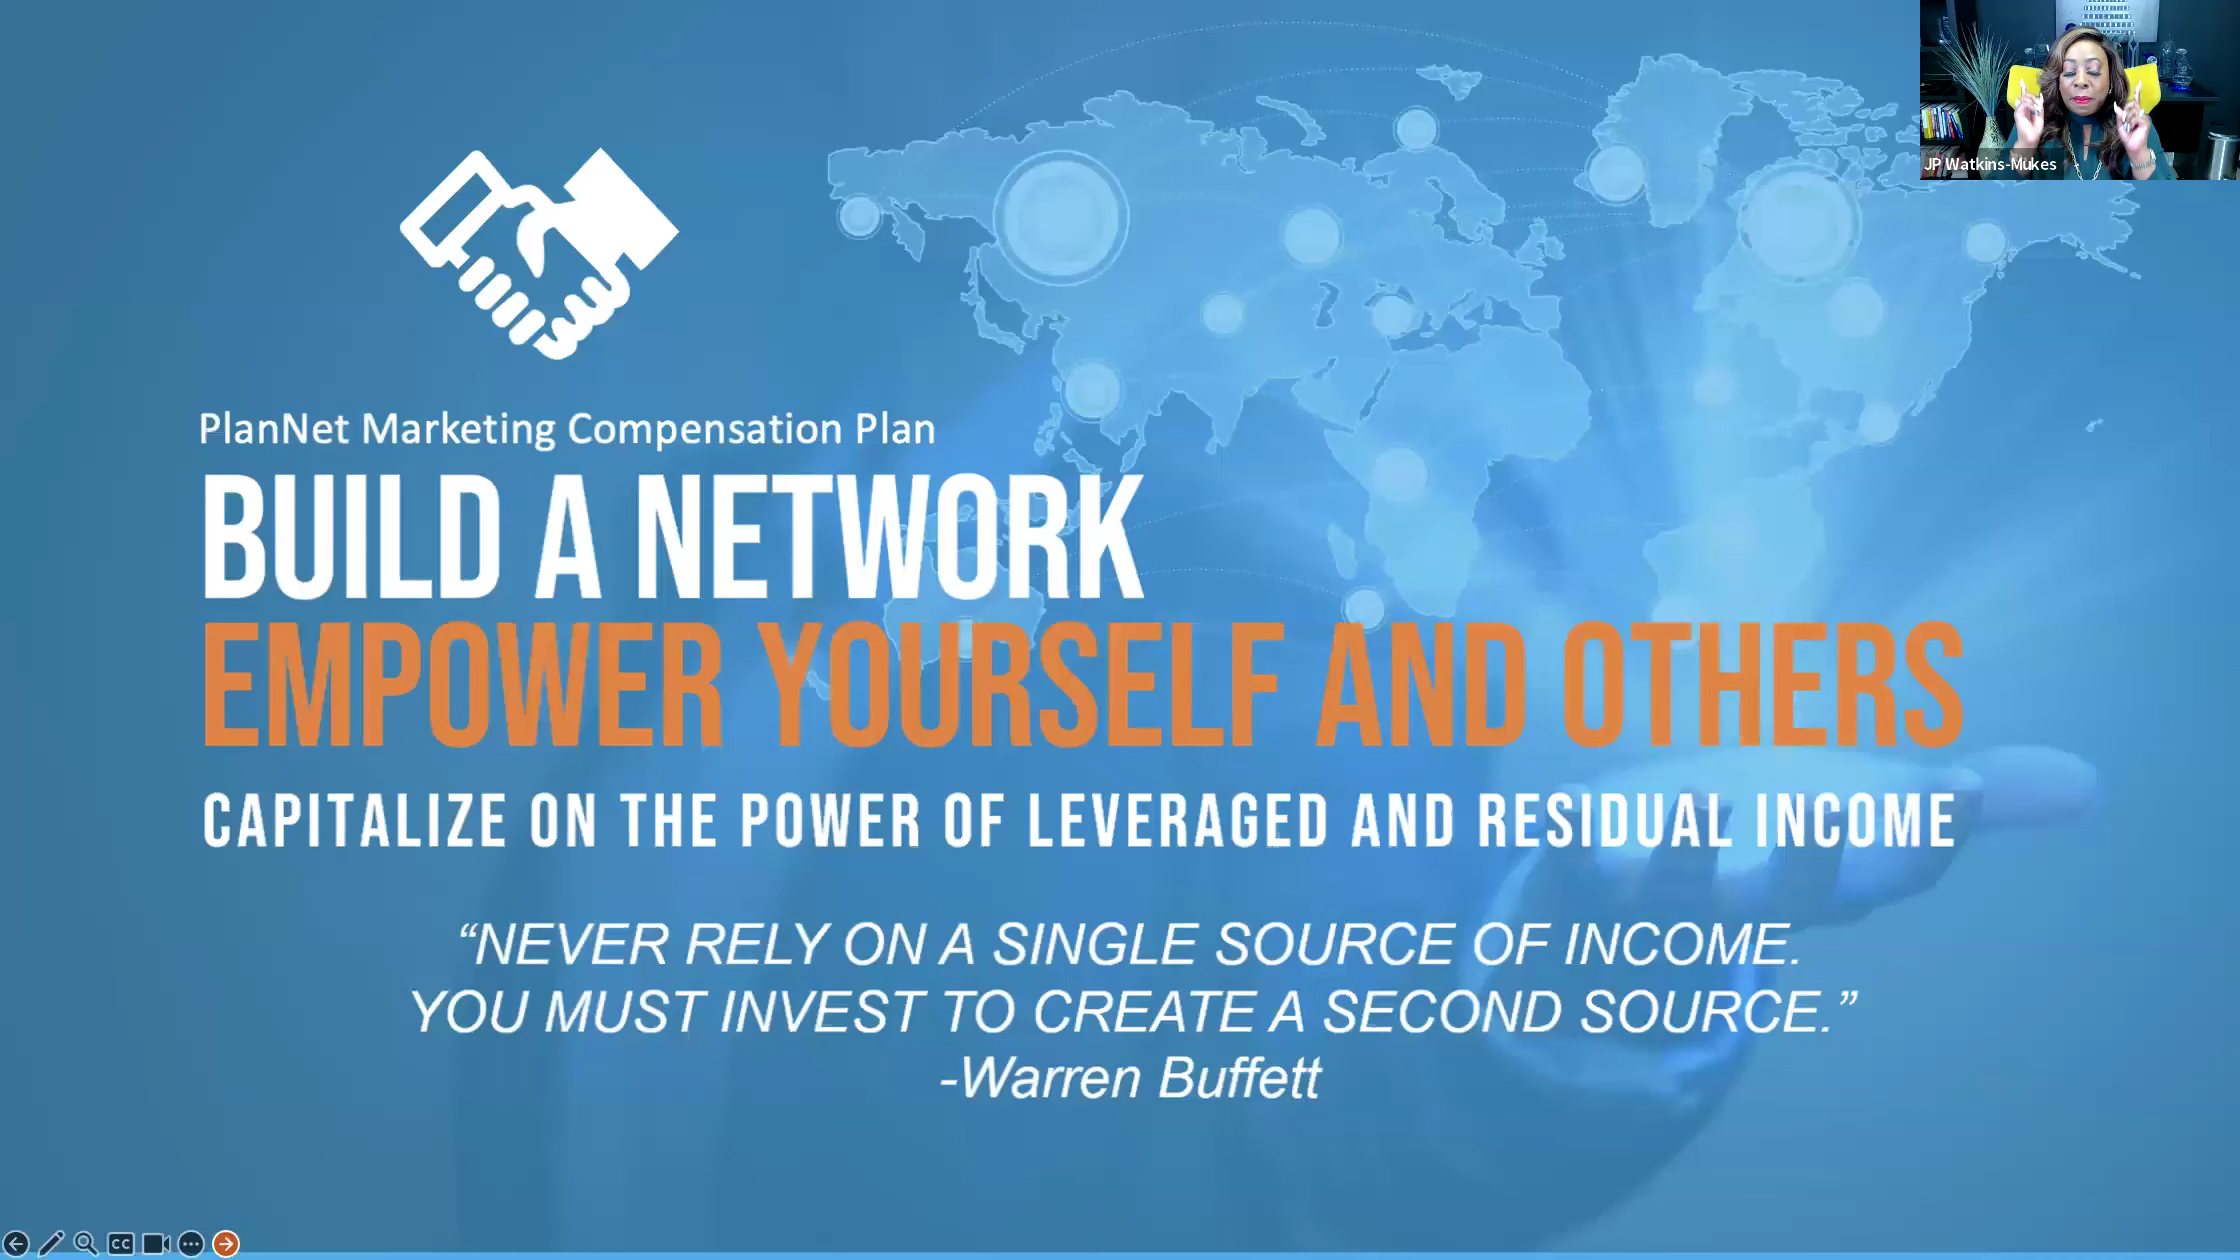 JP Watkins-Mukes
PlanNet Marketing Compensation Plan
BUILD A NETWORK
EMPOWER YOURSELF AND OTHERS
CAPITALIZE ON THE POWER OF LEVERAGED AND RESIDUAL INCOME
“NEVER RELY ON A SINGLE SOURCE OF INCOME.
YOU MUST INVEST TO CREATE A SECOND SOURCE.”
-Warren Buffett
CC